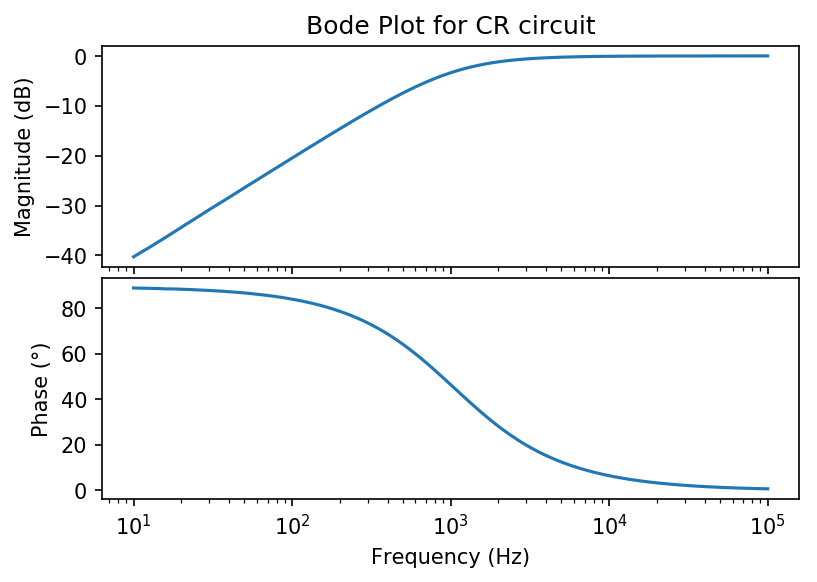 Bode Plot for CR circuit
Magnitude (dB)
0
−10
−20
−30
−40
Phase (°)
80
60
40
20
0
10¹ 10² 10³ 10⁴ 10⁵
Frequency (Hz)